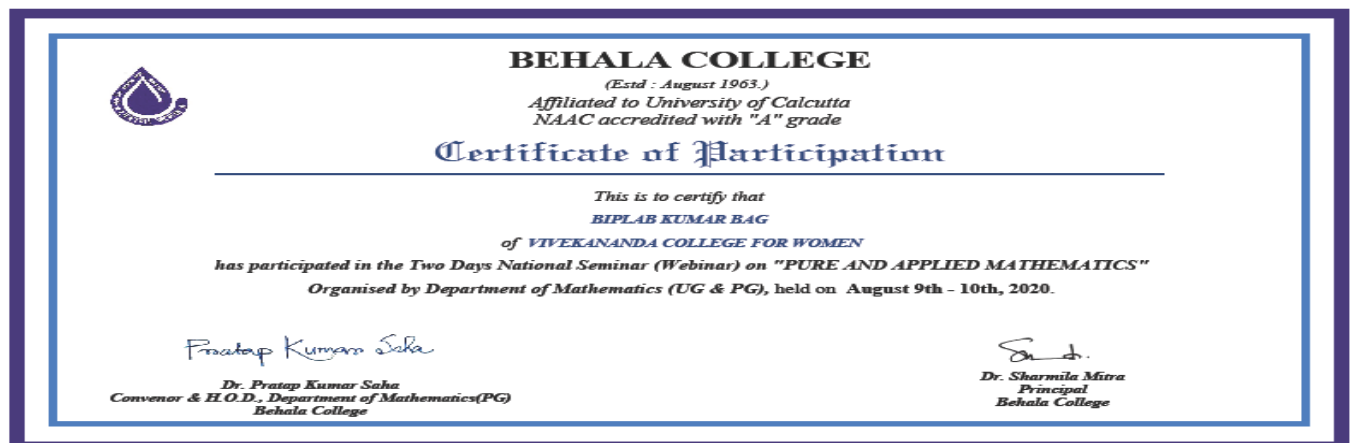 BEHALA COLLEGE
(Estd : August 1963.)
Affiliated to University of Calcutta
NAAC accredited with "A" grade
Certificate of Participation
This is to certify that
BIPLAB KUMAR BAG
of VIVEKANANDA COLLEGE FOR WOMEN
has participated in the Two Days National Seminar (Webinar) on "PURE AND APPLIED MATHEMATICS"
Organised by Department of Mathematics (UG & PG), held on August 9th - 10th, 2020.
Pratap Kumar Saha
Dr. Pratap Kumar Saha
Convenor & H.O.D., Department of Mathematics(PG)
Behala College
Dr. Sharmila Mitra
Principal
Behala College